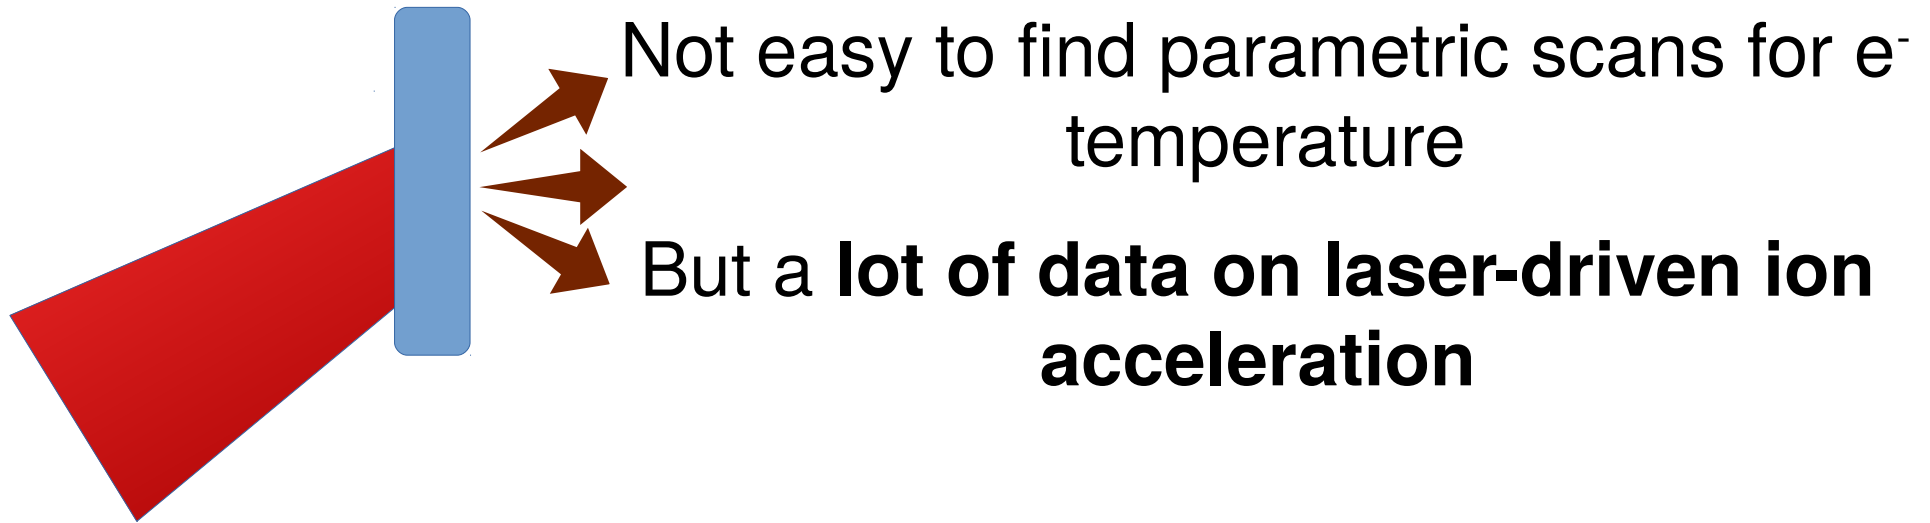 Not easy to find parametric scans for e⁻
temperature
But a lot of data on laser-driven ion
acceleration